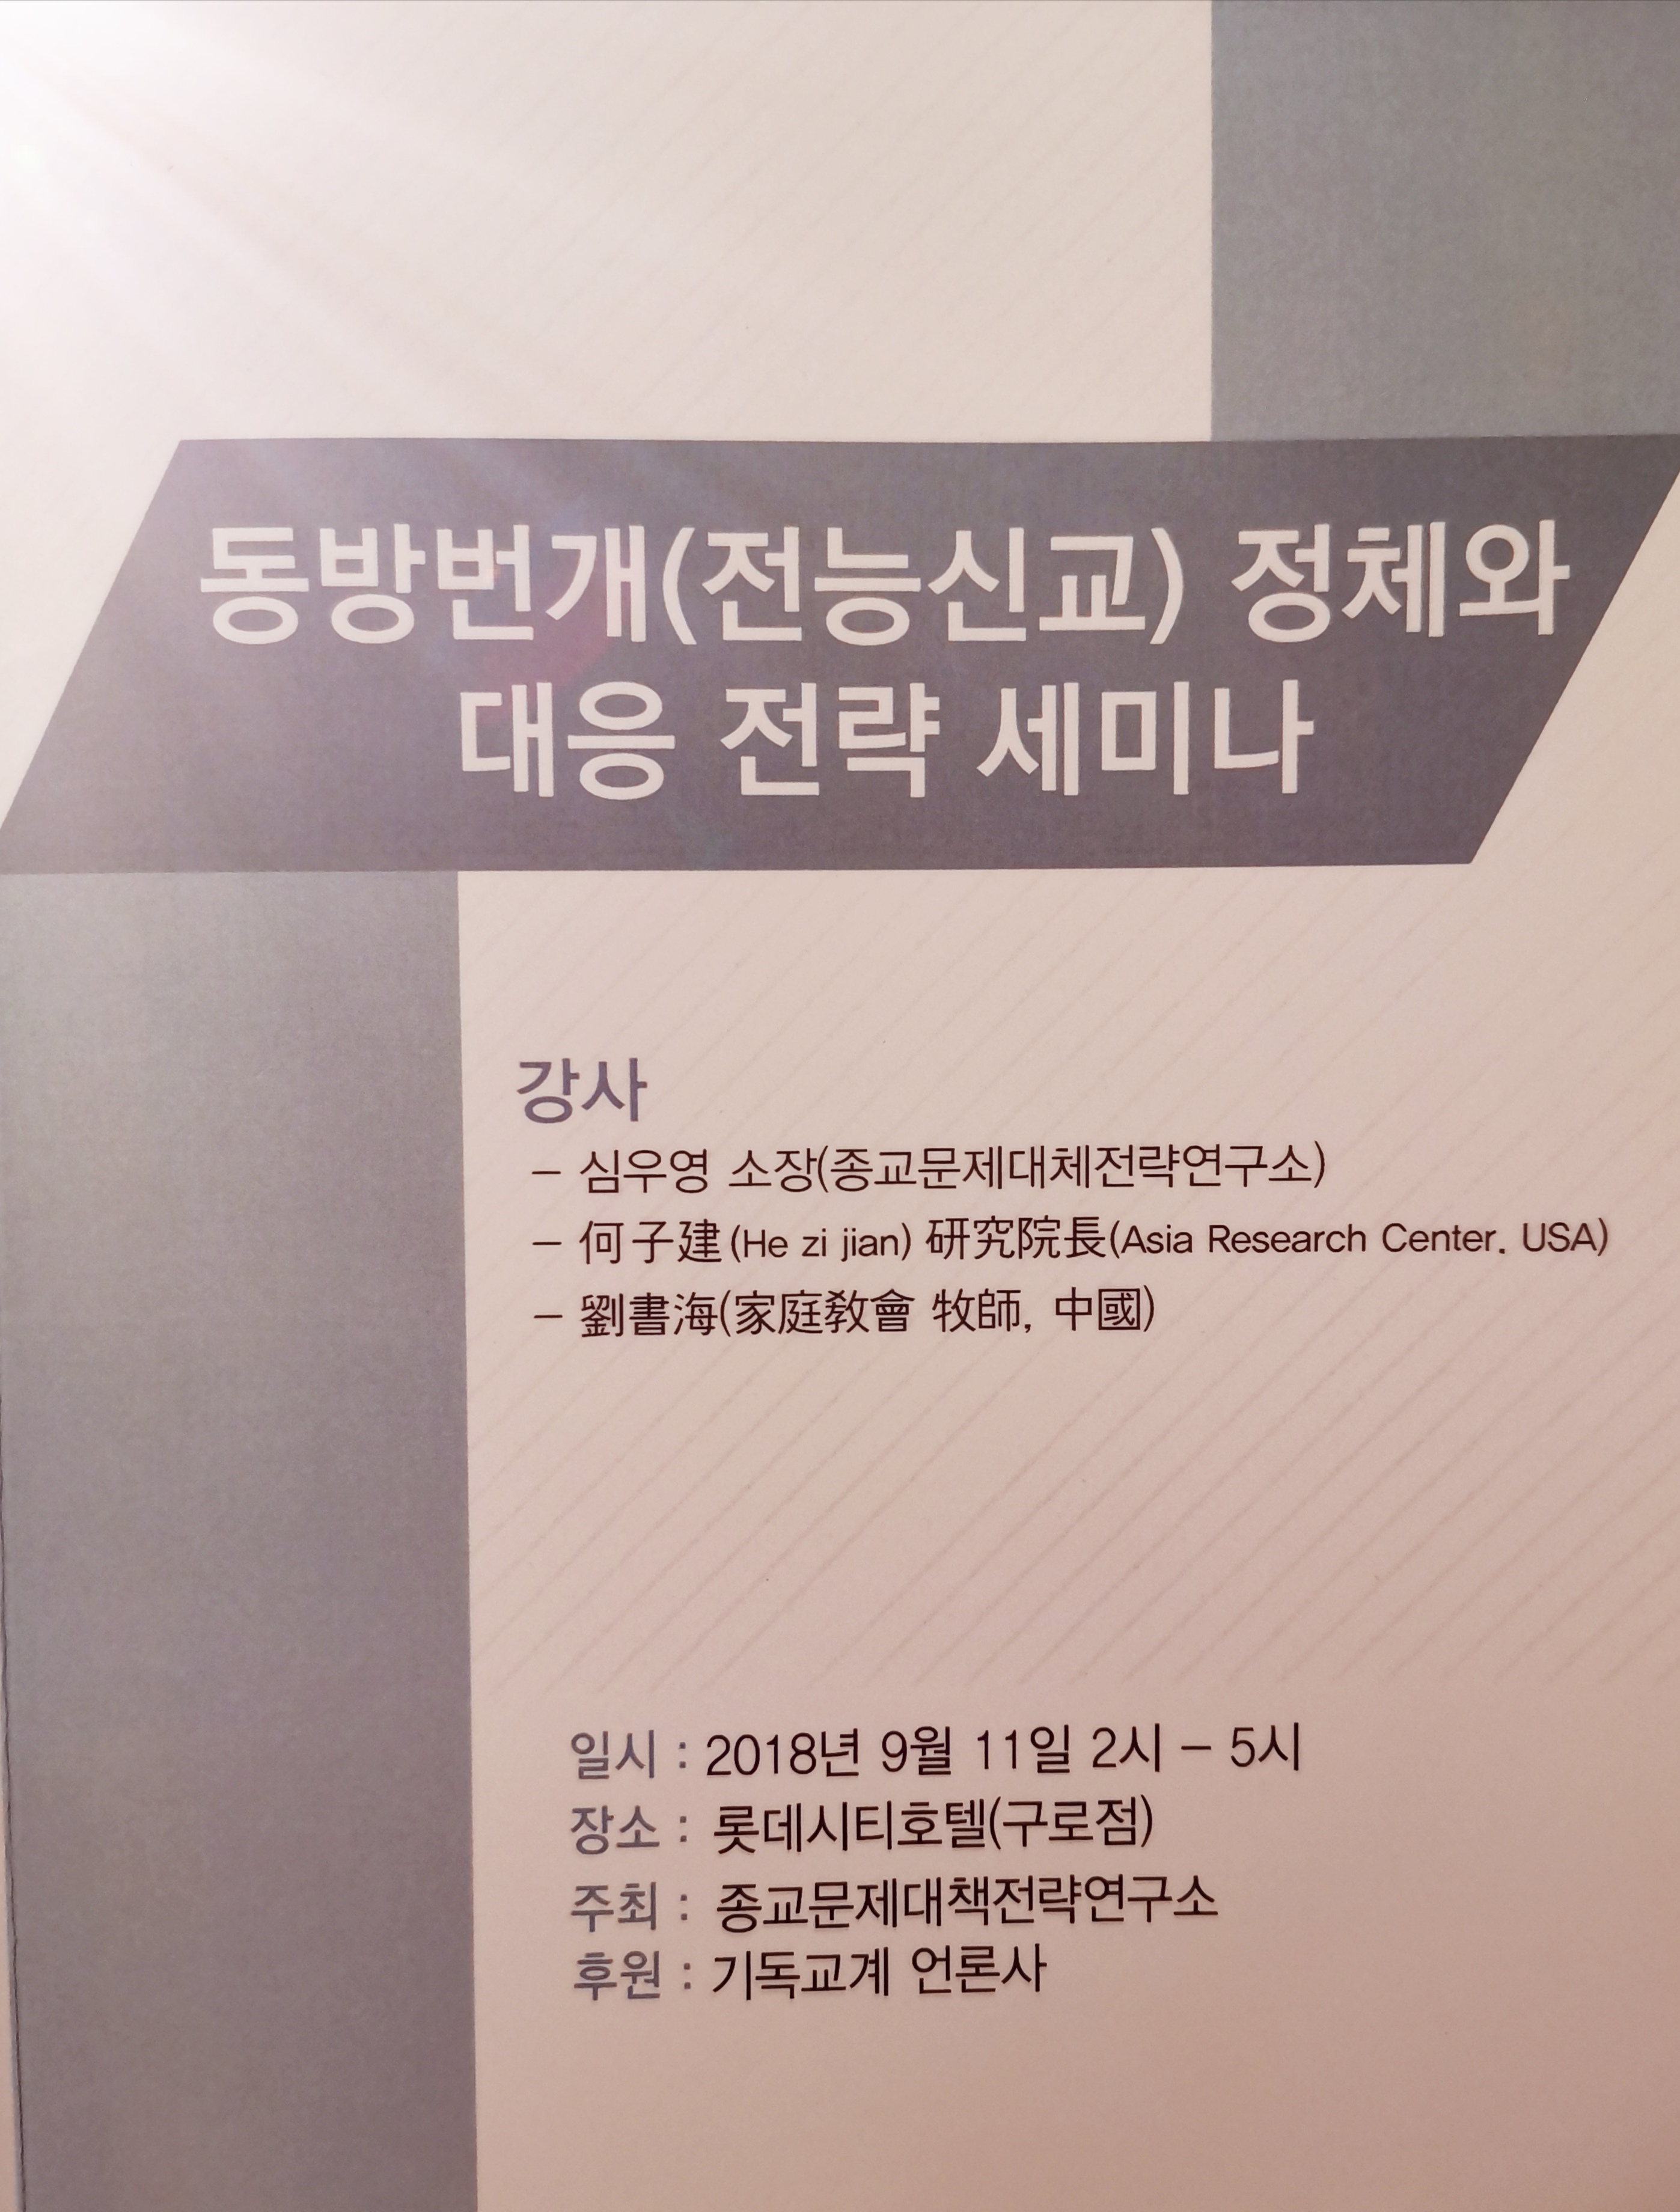 동방번개(전능신교) 정체와
대응 전략 세미나
강사
– 심우영 소장(종교문제대체전략연구소)
– 何子建(He zi jian) 研究院長(Asia Research Center. USA)
– 劉書海(家庭敎會 牧師, 中國)
일시 : 2018년 9월 11일 2시 – 5시
장소 : 롯데시티호텔(구로점)
주최 : 종교문제대책전략연구소
후원 : 기독교계 언론사